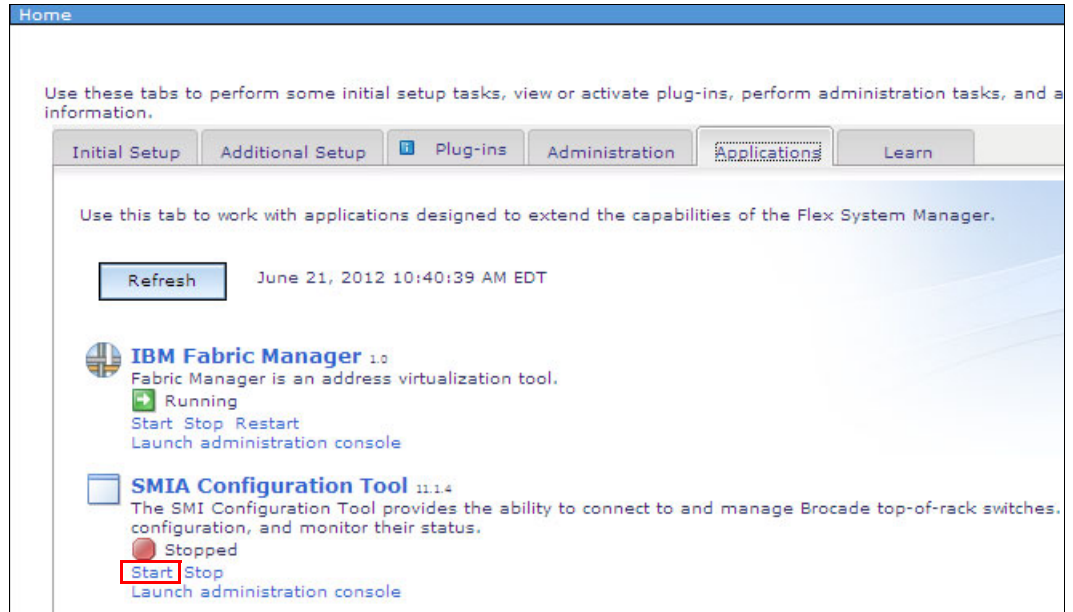 Home
Use these tabs to perform some initial setup tasks, view or activate plug-ins, perform administration tasks, and a
information.
Initial Setup Additional Setup Plug-ins Administration Applications Learn
Use this tab to work with applications designed to extend the capabilities of the Flex System Manager.
Refresh June 21, 2012 10:40:39 AM EDT
IBM Fabric Manager 1.0
Fabric Manager is an address virtualization tool.
Running
Start Stop Restart
Launch administration console
SMIA Configuration Tool 11.1.4
The SMI Configuration Tool provides the ability to connect to and manage Brocade top-of-rack switches.
configuration, and monitor their status.
Stopped
Start Stop
Launch administration console